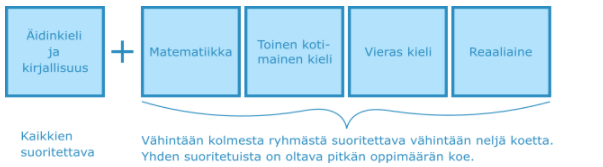 Äidinkieli
ja
kirjallisuus
+
Matematiikka
Toinen koti-
mainen kieli
Vieras kieli
Reaaliaine
Kaikkien
suoritettava
Vähintään kolmesta ryhmästä suoritettava vähintään neljä koetta.
Yhden suoritetuista on oltava pitkän oppimäärän koe.